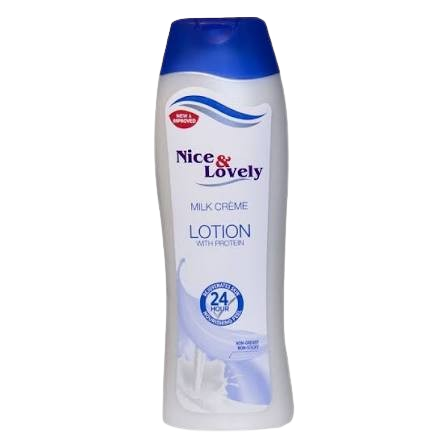 NEW &
IMPROVED
Nice &
Lovely
MILK CRÈME
LOTION
WITH PROTEIN
24
HOUR
NON-GREASY
NON-STICKY